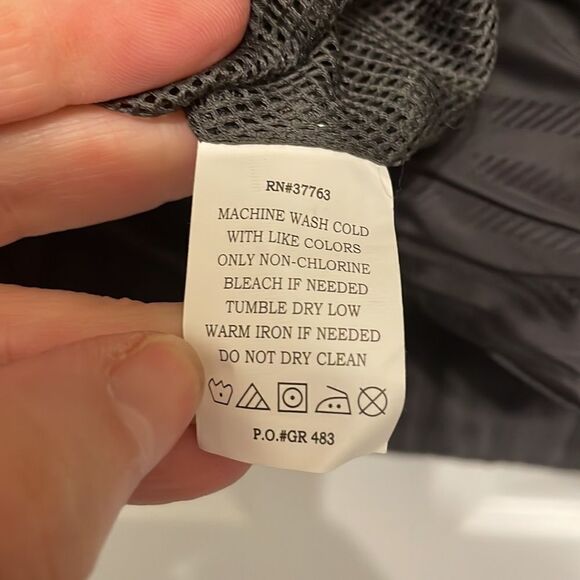 RN#37763
MACHINE WASH COLD
WITH LIKE COLORS
ONLY NON-CHLORINE
BLEACH IF NEEDED
TUMBLE DRY LOW
WARM IRON IF NEEDED
DO NOT DRY CLEAN
P.O.#GR 483